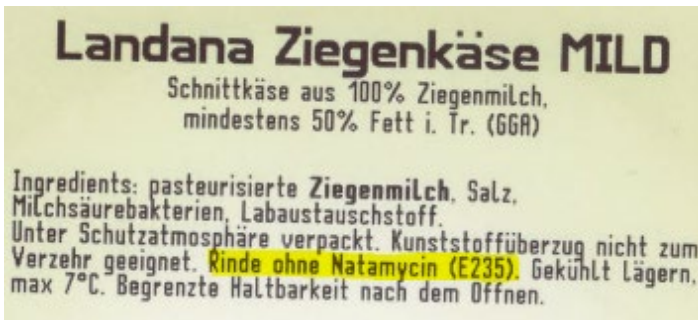 Landana Ziegenkäse MILD
Schnittkäse aus 100% Ziegenmilch,
mindestens 50% Fett i. Tr. (GGA)
Ingredients: pasteurisierte Ziegenmilch, Salz,
Milchsäurebakterien, Labaustauschstoff.
Unter Schutzatmosphäre verpackt. Kunststoffüberzug nicht zum
Verzehr geeignet. Rinde ohne Natamycin (E235). Gekühlt Lägern,
max 7°C. Begrenzte Haltbarkeit nach dem Öffnen.